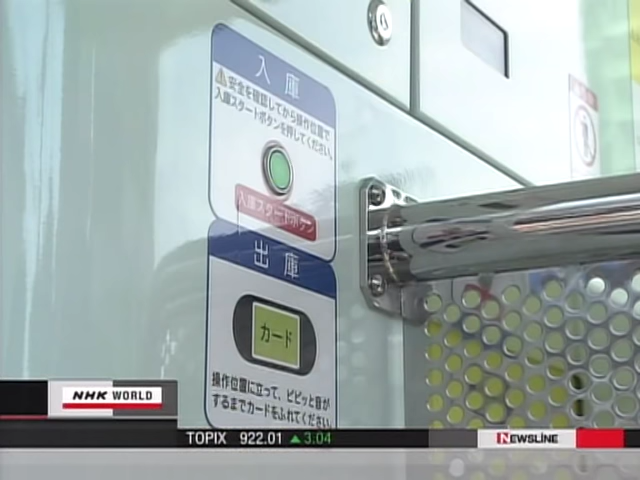 入庫
⚠安全を確認してから操作位置で
入庫スタートボタンを押してください。
入庫スタートボタン
出庫
カード
操作位置に立って、ピピッと音が
するまでカードをふれてください。
NHK WORLD
TOPIX 922.01 ▲3.04
NEWSLINE